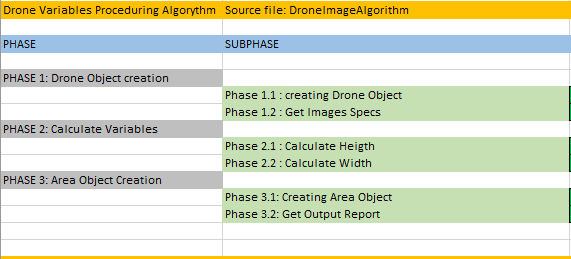 Drone Variables Proceduring Algorythm Source file: DroneImageAlgorithm
PHASE SUBPHASE
PHASE 1: Drone Object creation
Phase 1.1 : creating Drone Object
Phase 1.2 : Get Images Specs
PHASE 2: Calculate Variables
Phase 2.1 : Calculate Heigth
Phase 2.2 : Calculate Width
PHASE 3: Area Object Creation
Phase 3.1: Creating Area Object
Phase 3.2: Get Output Report